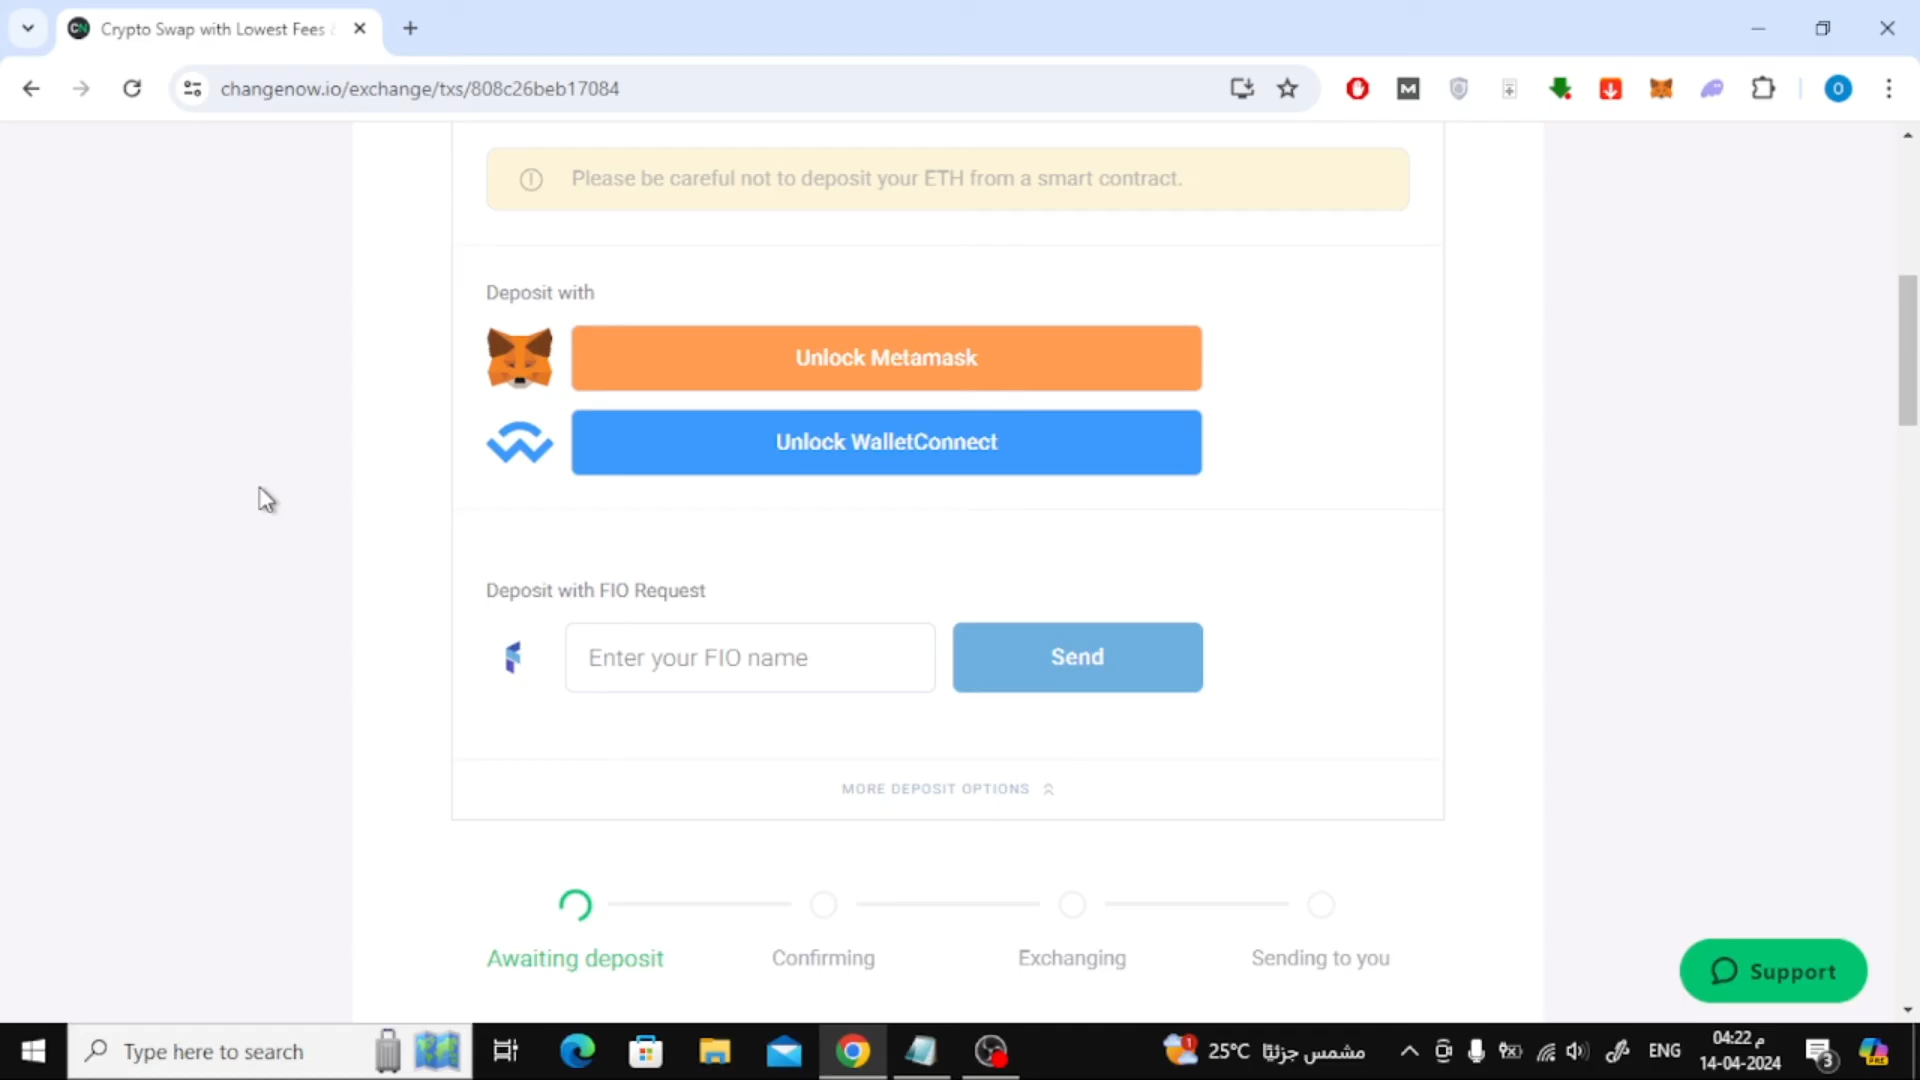 Crypto Swap with Lowest Fees
changenow.io/exchange/txs/808c26beb17084
Please be careful not to deposit your ETH from a smart contract.
Deposit with
Unlock Metamask
Unlock WalletConnect
Deposit with FIO Request
Enter your FIO name
Send
MORE DEPOSIT OPTIONS
Awaiting deposit
Confirming
Exchanging
Sending to you
Support
Type here to search
25°C مشمس جزئيًا
ENG
04:22 م
14-04-2024